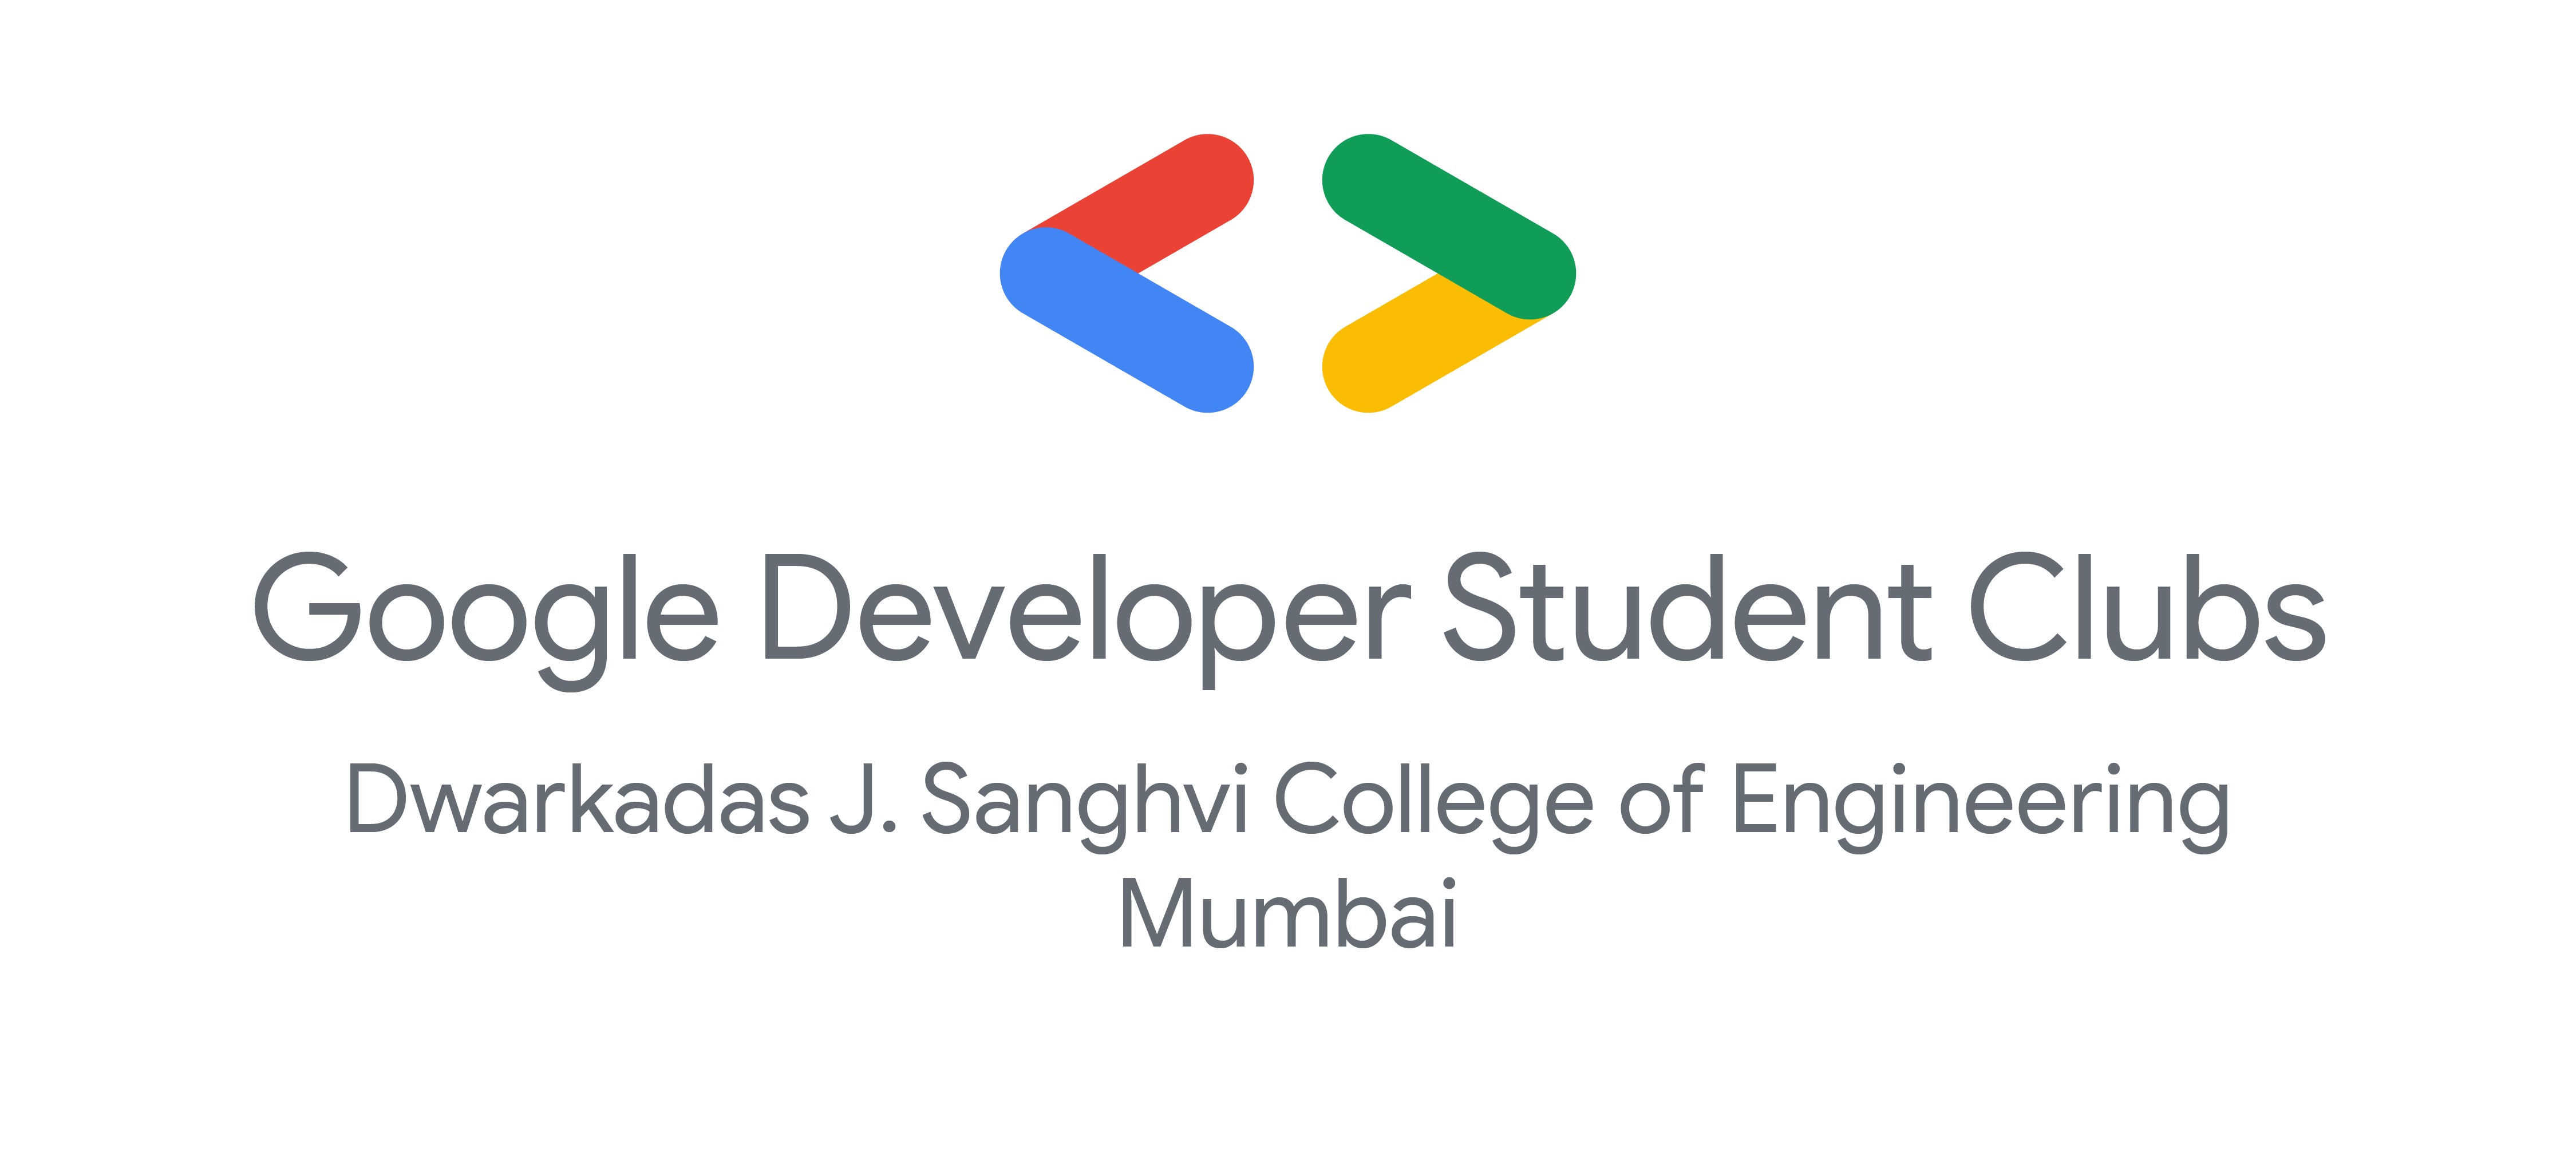 Google Developer Student Clubs
Dwarkadas J. Sanghvi College of Engineering
Mumbai